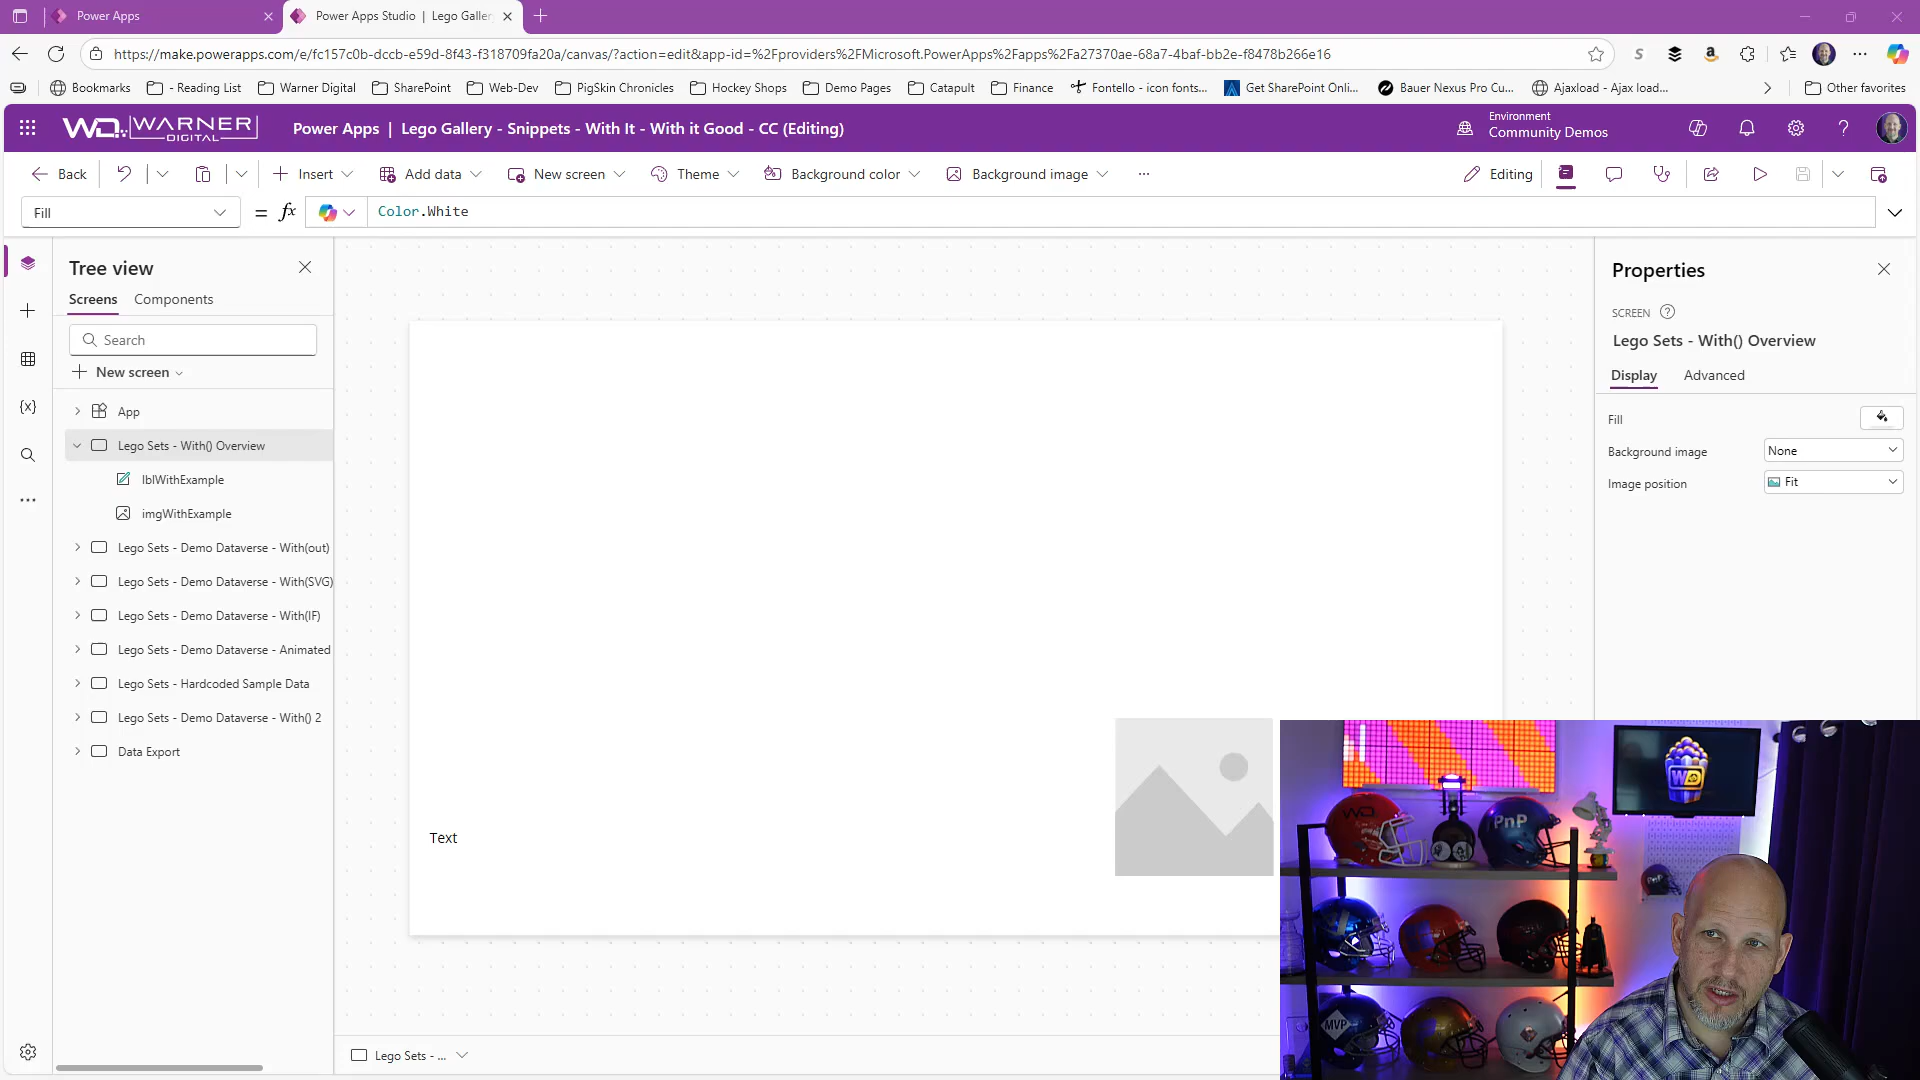 Power Apps
Power Apps Studio | Lego Galler
https://make.powerapps.com/e/fc157c0b-dccb-e59d-8f43-f318709fa20a/canvas/?action=edit&app-id=%2Fproviders%2FMicrosoft.PowerApps%2Fapps%2Fa27370ae-68a7-4baf-bb2e-f8478b266e16
Bookmarks - Reading List Warner Digital SharePoint Web-Dev PigSkin Chronicles Hockey Shops Demo Pages Catapult Finance Fontello - icon fonts... Get SharePoint Onli... Bauer Nexus Pro Cu... Ajaxload - Ajax load... Other favorites
WD WARNER DIGITAL
Power Apps | Lego Gallery - Snippets - With It - With it Good - CC (Editing)
Environment
Community Demos
Back Insert Add data New screen Theme Background color Background image ... Editing
Fill = fx Color.White
Tree view
Screens Components
Search
New screen
App
Lego Sets - With() Overview
lblWithExample
imgWithExample
Lego Sets - Demo Dataverse - With(out)
Lego Sets - Demo Dataverse - With(SVG)
Lego Sets - Demo Dataverse - With(IF)
Lego Sets - Demo Dataverse - Animated
Lego Sets - Hardcoded Sample Data
Lego Sets - Demo Dataverse - With() 2
Data Export
Text
Lego Sets - ...
Properties
SCREEN
Lego Sets - With() Overview
Display Advanced
Fill
Background image None
Image position Fit
WD
PnP
WD
MVP